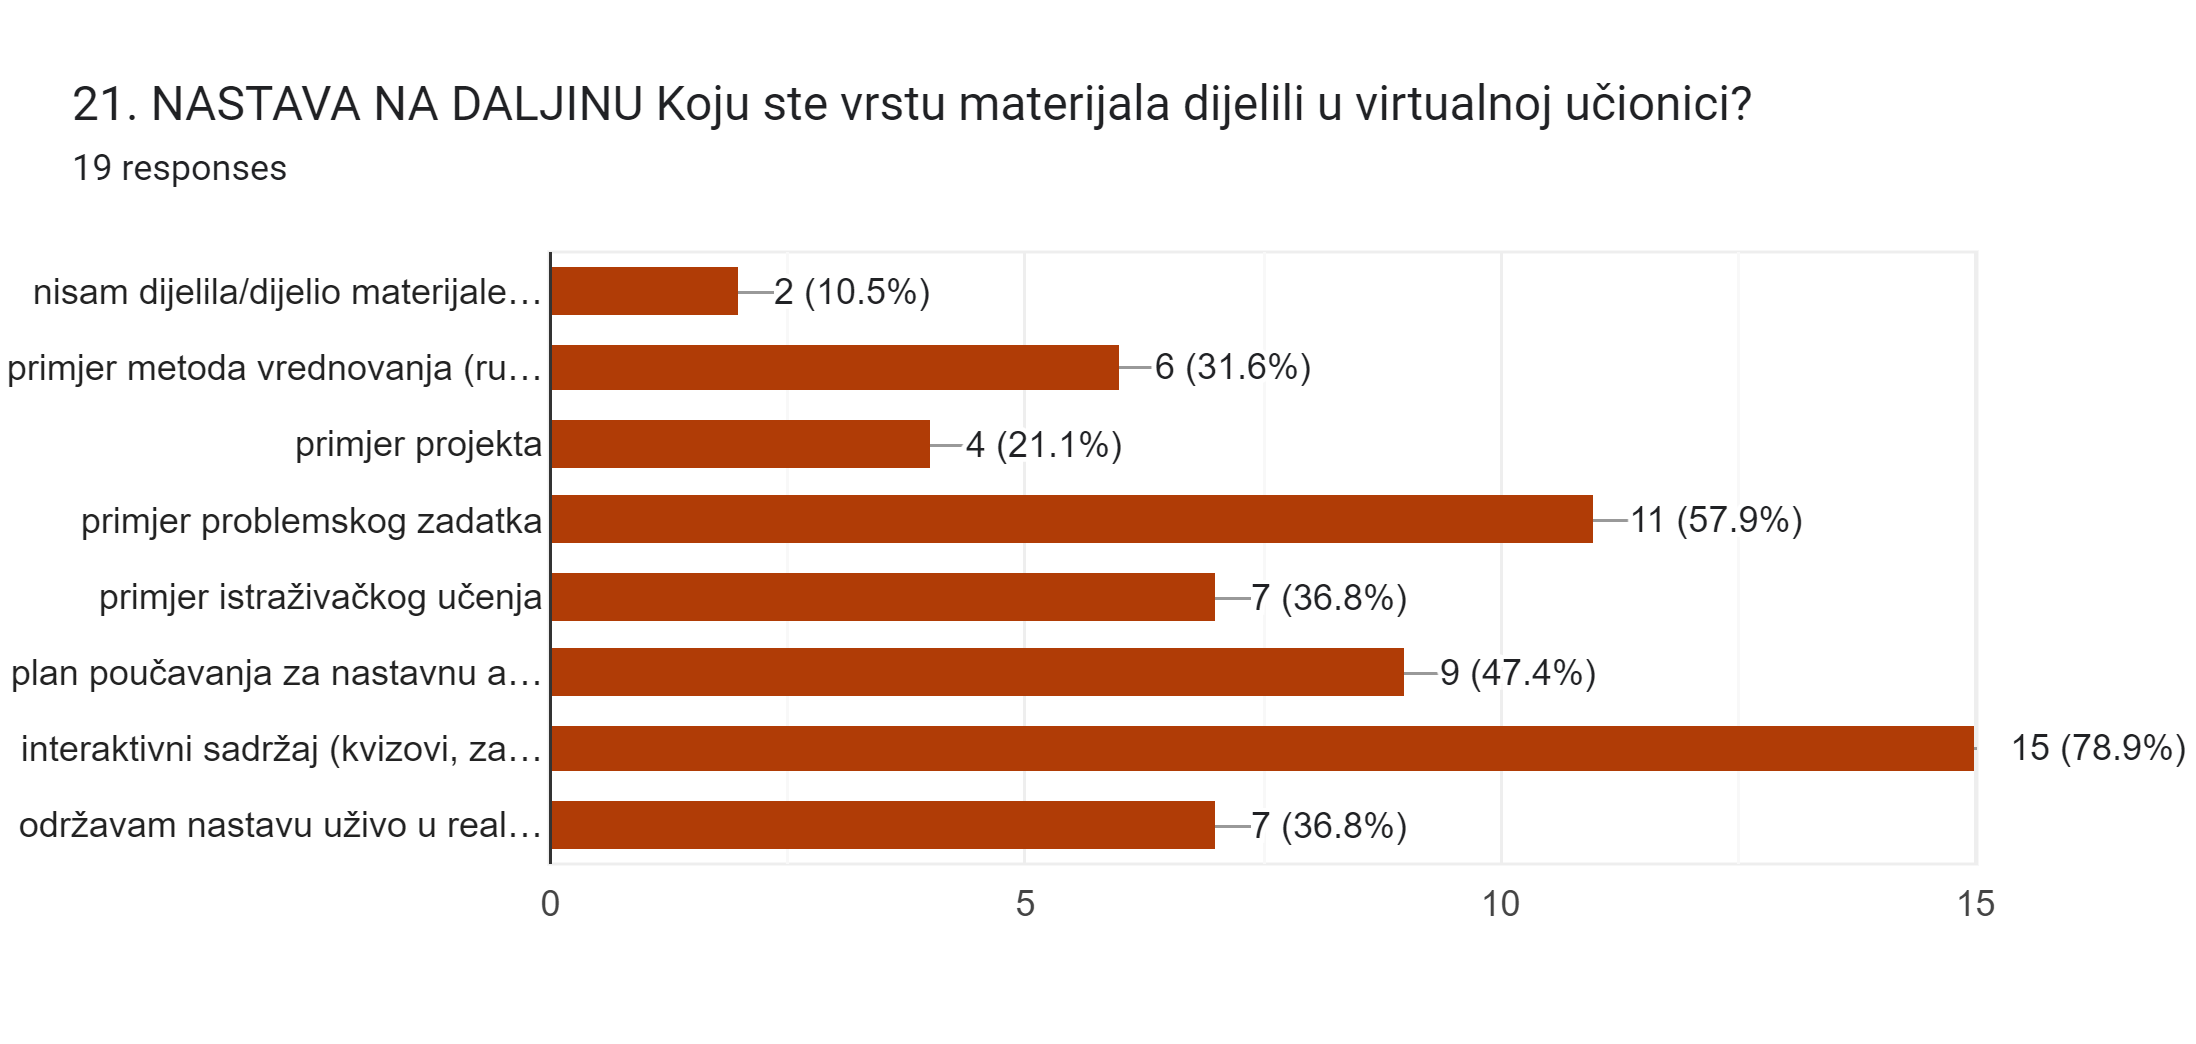 21. NASTAVA NA DALJINU Koju ste vrstu materijala dijelili u virtualnoj učionici?
19 responses
nisam dijelila/dijelio materijale… 2 (10.5%)
primjer metoda vrednovanja (ru… 6 (31.6%)
primjer projekta 4 (21.1%)
primjer problemskog zadatka 11 (57.9%)
primjer istraživačkog učenja 7 (36.8%)
plan poučavanja za nastavnu a… 9 (47.4%)
interaktivni sadržaj (kvizovi, za… 15 (78.9%)
održavam nastavu uživo u real… 7 (36.8%)
0 5 10 15